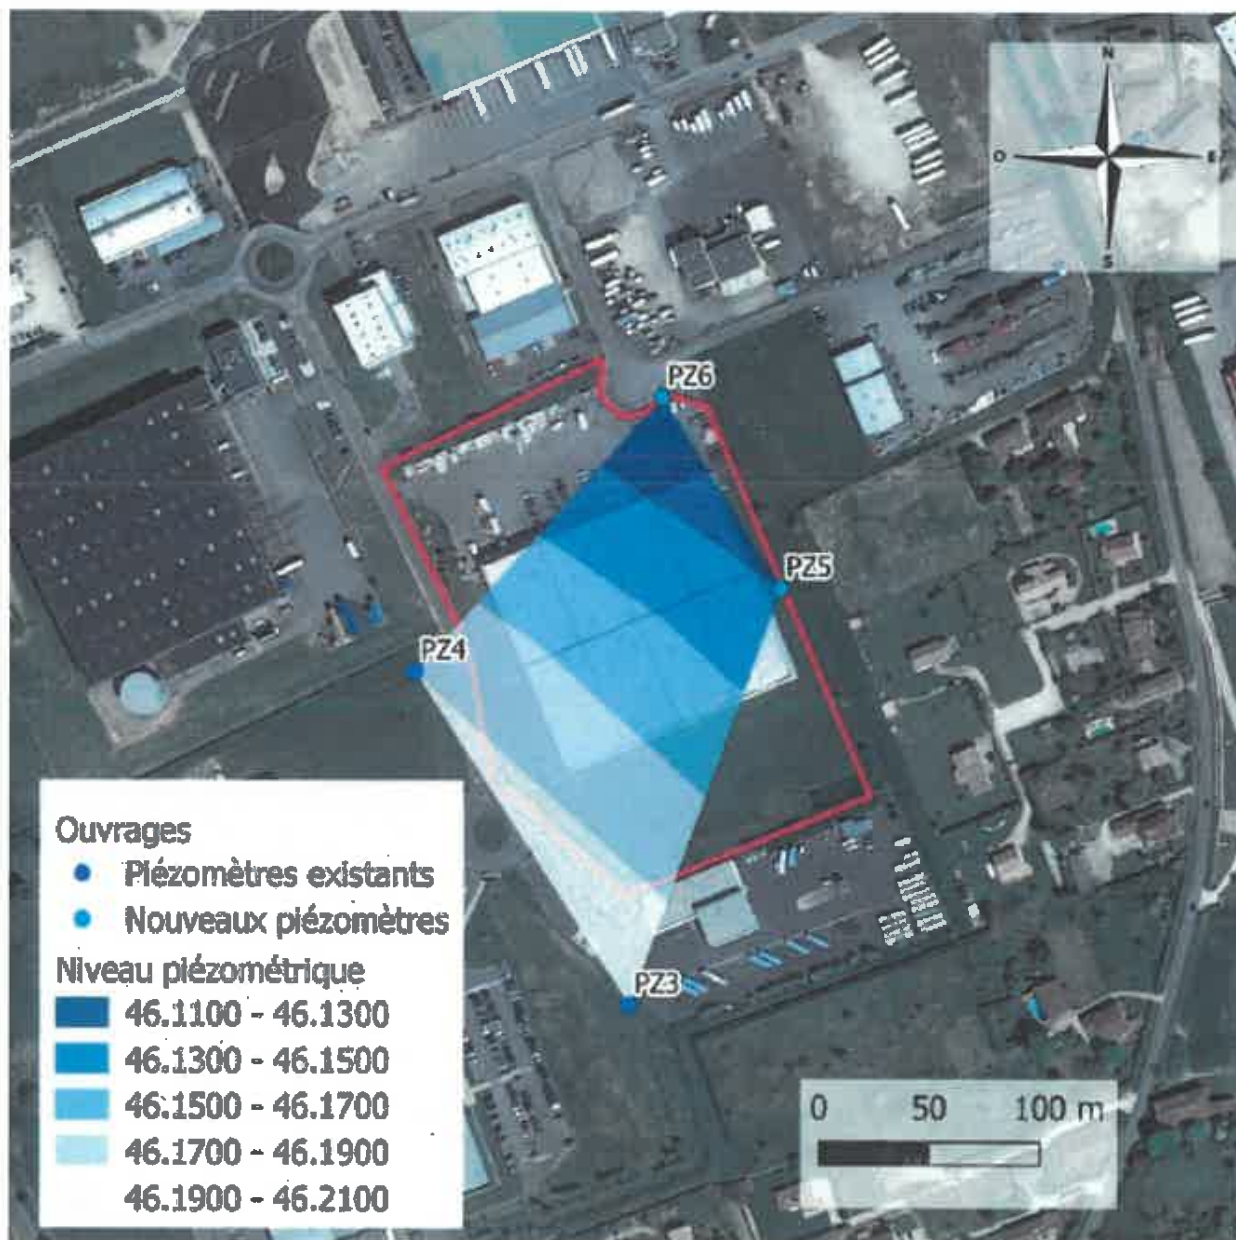 N
O
E
S
PZ6
PZ5
PZ4
PZ3
Ouvrages
Piézomètres existants
Nouveaux piézomètres
Niveau piézométrique
46.1100 - 46.1300
46.1300 - 46.1500
46.1500 - 46.1700
46.1700 - 46.1900
46.1900 - 46.2100
0 50 100 m